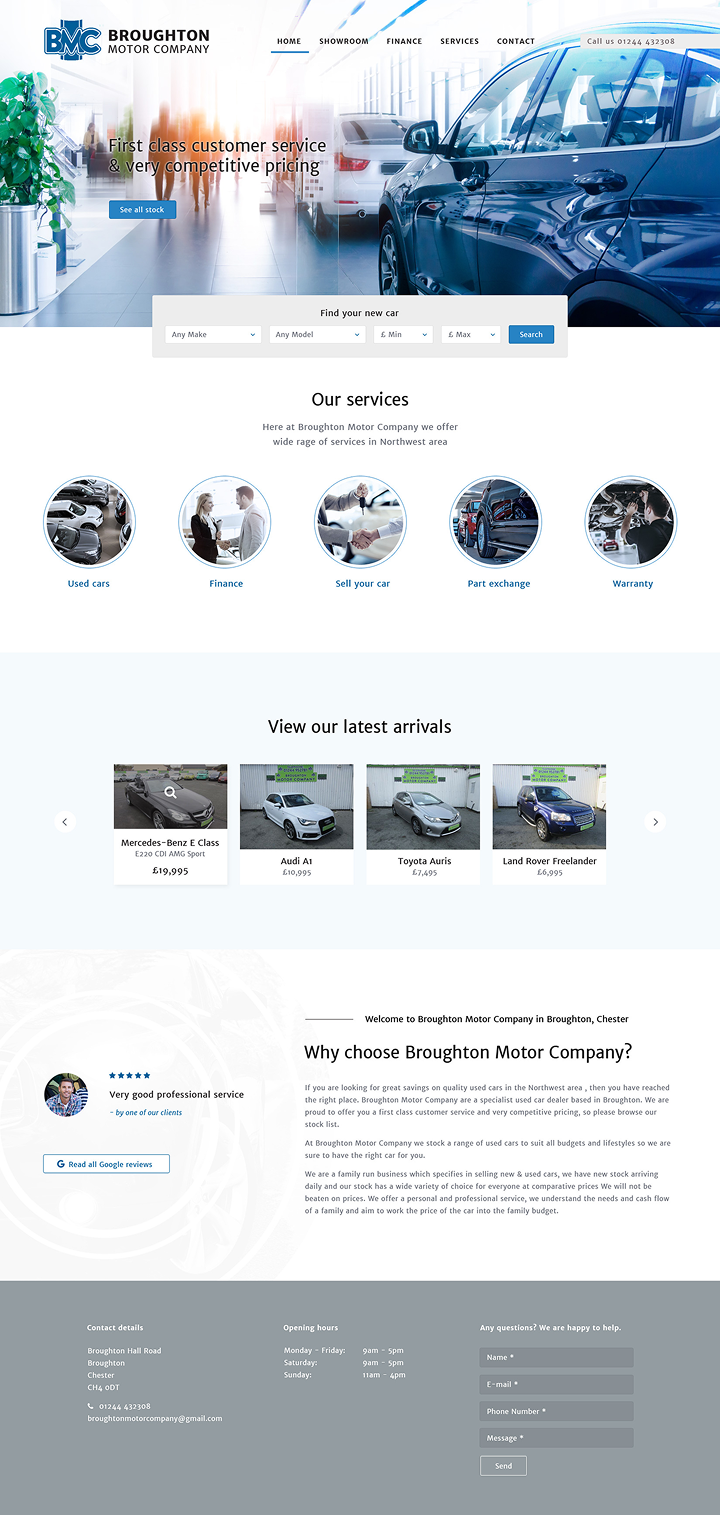 BMC BROUGHTON
MOTOR COMPANY
HOME SHOWROOM FINANCE SERVICES CONTACT Call us 01244 432308
First class customer service
& very competitive pricing
See all stock
Find your new car
Any Make Any Model £ Min £ Max Search
Our services
Here at Broughton Motor Company we offer
wide rage of services in Northwest area
Used cars Finance Sell your car Part exchange Warranty
View our latest arrivals
BROUGHTON MOTOR COMPANY
BROUGHTON MOTOR COMPANY
BROUGHTON MOTOR COMPANY
Mercedes-Benz E Class
E220 CDI AMG Sport
£19,995
Audi A1
£10,995
Toyota Auris
£7,495
Land Rover Freelander
£6,995
Welcome to Broughton Motor Company in Broughton, Chester
Why choose Broughton Motor Company?
Very good professional service
- by one of our clients
G Read all Google reviews
If you are looking for great savings on quality used cars in the Northwest area , then you have reached
the right place. Broughton Motor Company are a specialist used car dealer based in Broughton. We are
proud to offer you a first class customer service and very competitive pricing, so please browse our
stock list.
At Broughton Motor Company we stock a range of used cars to suit all budgets and lifestyles so we are
sure to have the right car for you.
We are a family run business which specifies in selling new & used cars, we have new stock arriving
daily and our stock has a wide variety of choice for everyone at comparative prices We will not be
beaten on prices. We offer a personal and professional service, we understand the needs and cash flow
of a family and aim to work the price of the car into the family budget.
Contact details
Broughton Hall Road
Broughton
Chester
CH4 0DT
01244 432308
broughtonmotorcompany@gmail.com
Opening hours
Monday - Friday: 9am - 5pm
Saturday: 9am - 5pm
Sunday: 11am - 4pm
Any questions? We are happy to help.
Name *
E-mail *
Phone Number *
Message *
Send